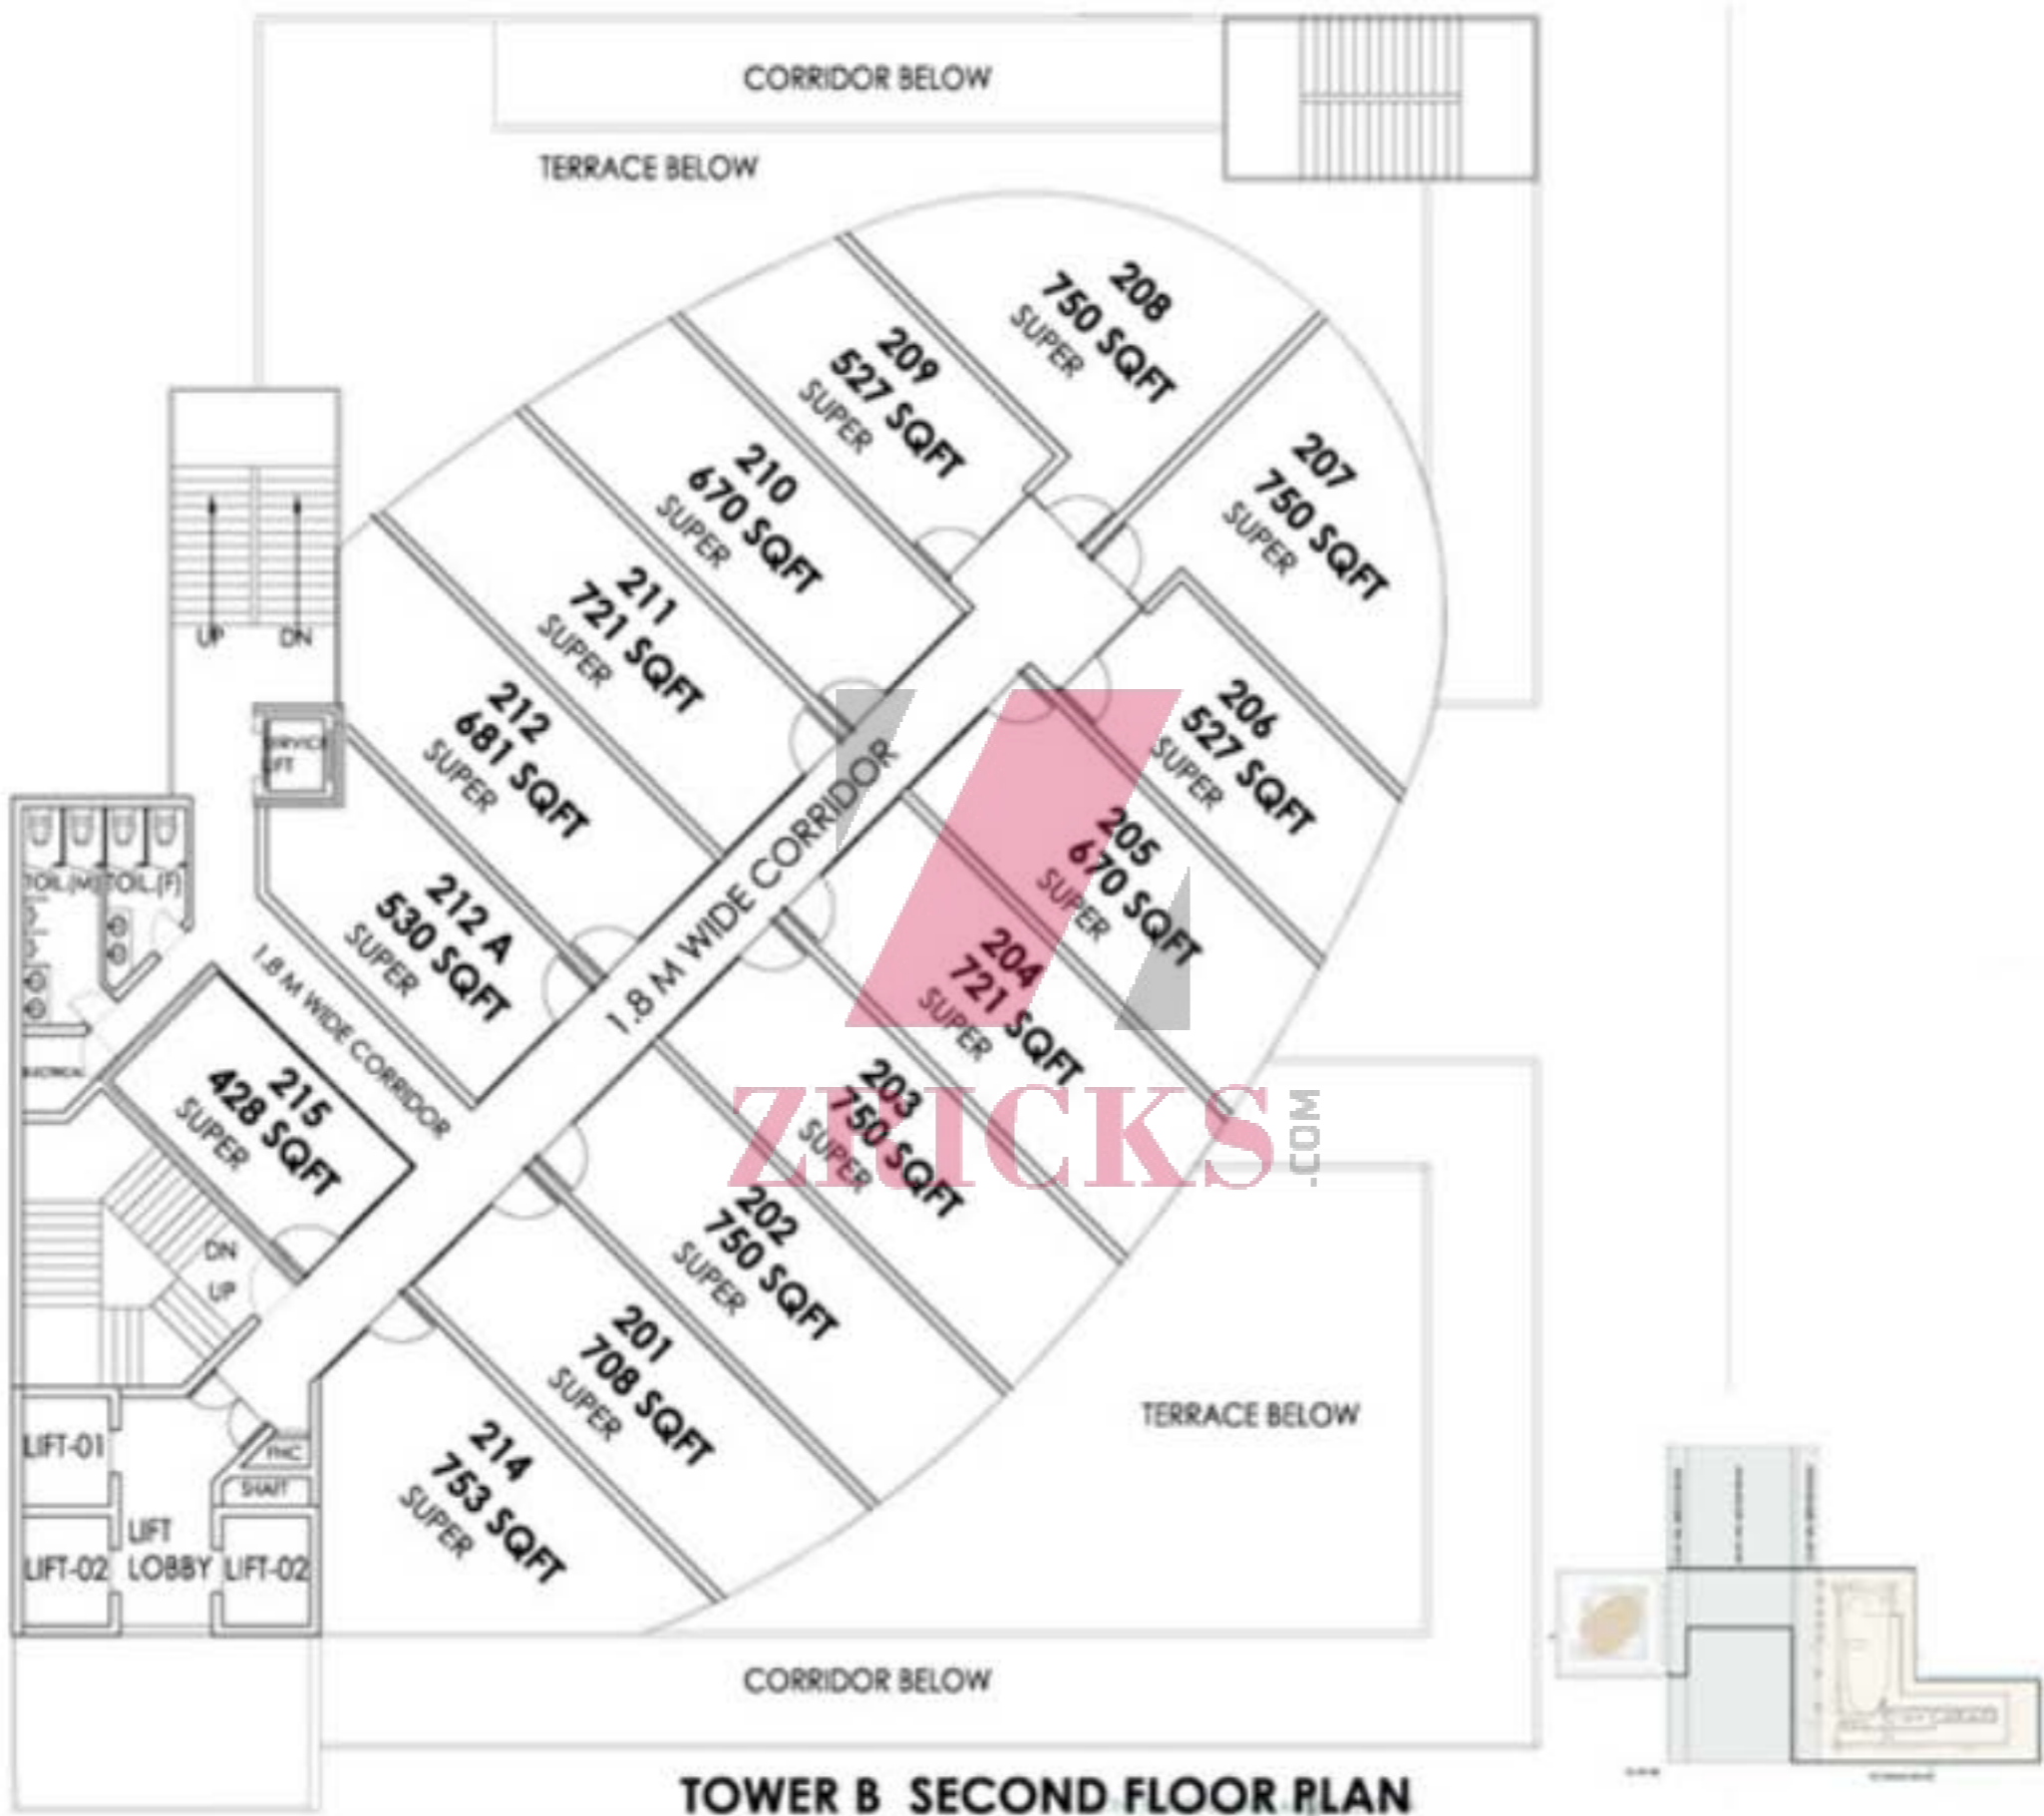 CORRIDOR BELOW
TERRACE BELOW
208
750 SQFT
SUPER
209
527 SQFT
SUPER
207
750 SQFT
SUPER
210
670 SQFT
SUPER
211
721 SQFT
SUPER
UP
DN
212
681 SQFT
SUPER
206
527 SQFT
SUPER
205
670 SQFT
SUPER
TOIL.(M)
TOIL.(F)
212 A
530 SQFT
SUPER
1.8 M WIDE CORRIDOR
1.8 M WIDE CORRIDOR
204
721 SQFT
SUPER
215
428 SQFT
SUPER
203
750 SQFT
SUPER
ZRICKS
.COM
202
750 SQFT
SUPER
DN
UP
201
708 SQFT
SUPER
214
753 SQFT
SUPER
TERRACE BELOW
LIFT-01
SHAFT
LIFT
LOBBY
LIFT-02
LIFT-02
CORRIDOR BELOW
TOWER B SECOND FLOOR PLAN